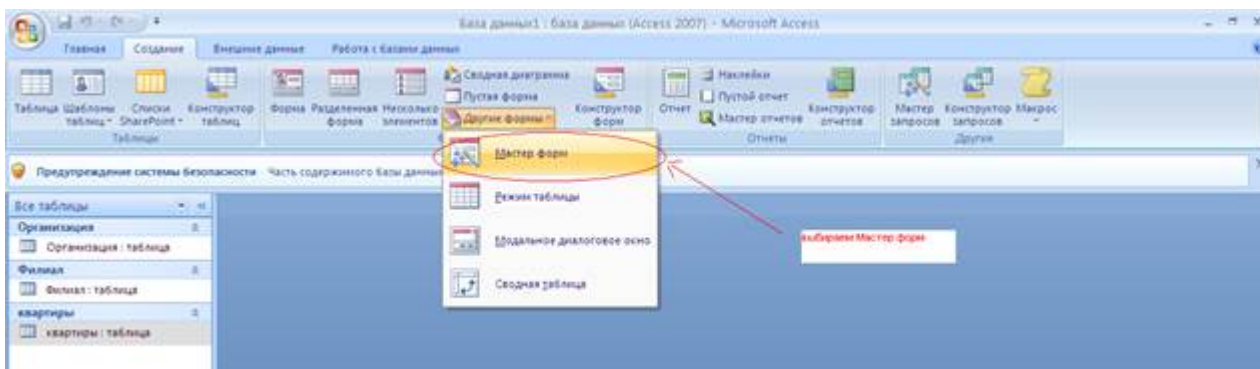 База данных1 : база данных (Access 2007) - Microsoft Access
Главная Создание Внешние данные Работа с базами данных
Таблица Шаблоны таблиц Списки SharePoint Конструктор таблиц
Таблицы
Форма Разделенная форма Несколько элементов
Сводная диаграмма
Пустая форма
Другие формы
Конструктор форм
Отчет
Наклейки
Пустой отчет
Мастер отчетов
Конструктор отчетов
Отчеты
Мастер запросов Конструктор запросов Макрос
Другие
Мастер форм
Режим таблицы
Модальное диалоговое окно
Сводная таблица
Предупреждение системы безопасности Часть содержимого базы данных
выбираем Мастер форм
Все таблицы
Организация
Организация : таблица
Филиал
Филиал : таблица
квартиры
квартиры : таблица